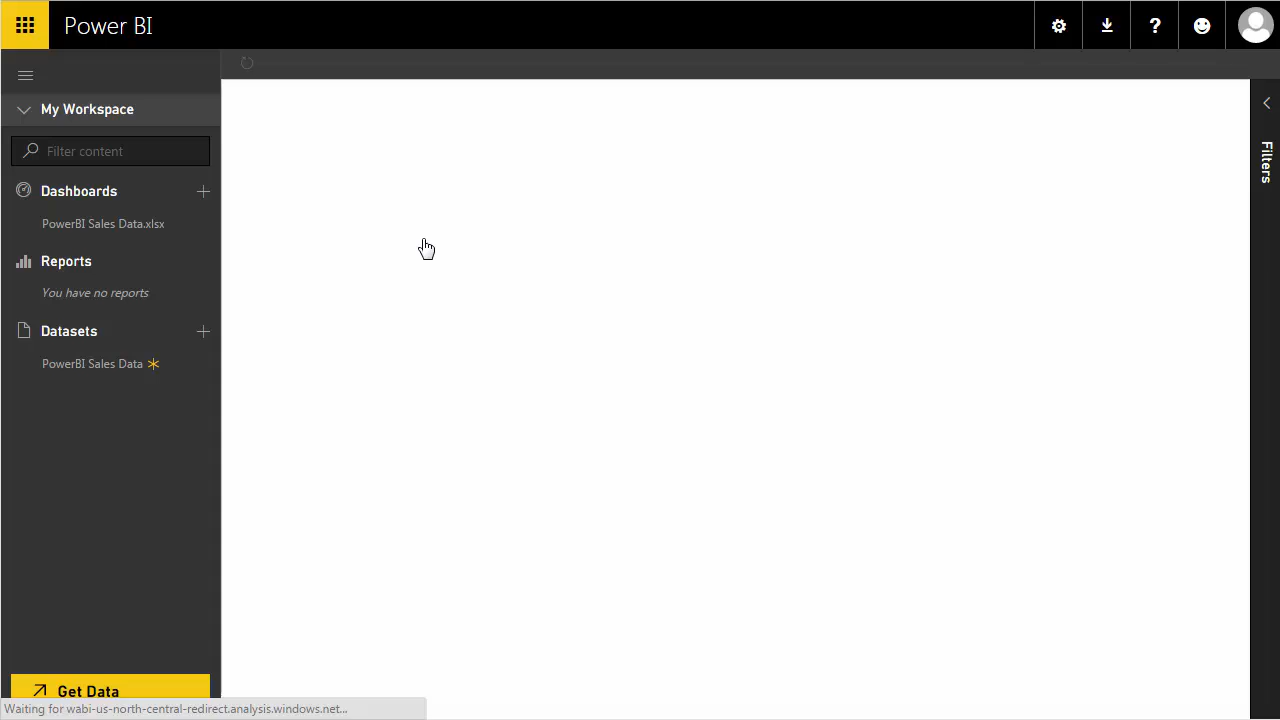 Power BI
?
My Workspace
Filter content
Dashboards
PowerBI Sales Data.xlsx
Reports
You have no reports
Datasets
PowerBI Sales Data
Get Data
Waiting for wabi-us-north-central-redirect.analysis.windows.net...
Filters